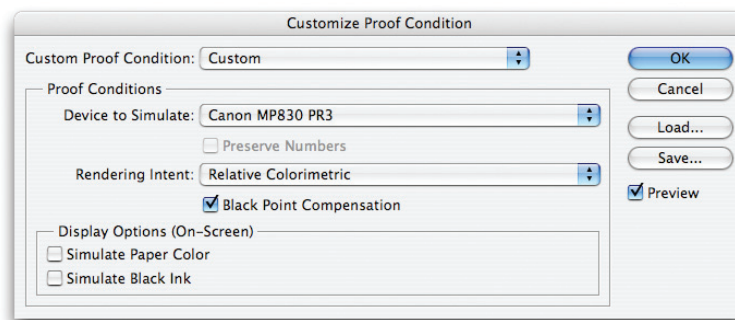 Customize Proof Condition
Custom Proof Condition: Custom
OK
Proof Conditions
Cancel
Device to Simulate: Canon MP830 PR3
Load...
Preserve Numbers
Save...
Rendering Intent: Relative Colorimetric
Preview
Black Point Compensation
Display Options (On-Screen)
Simulate Paper Color
Simulate Black Ink